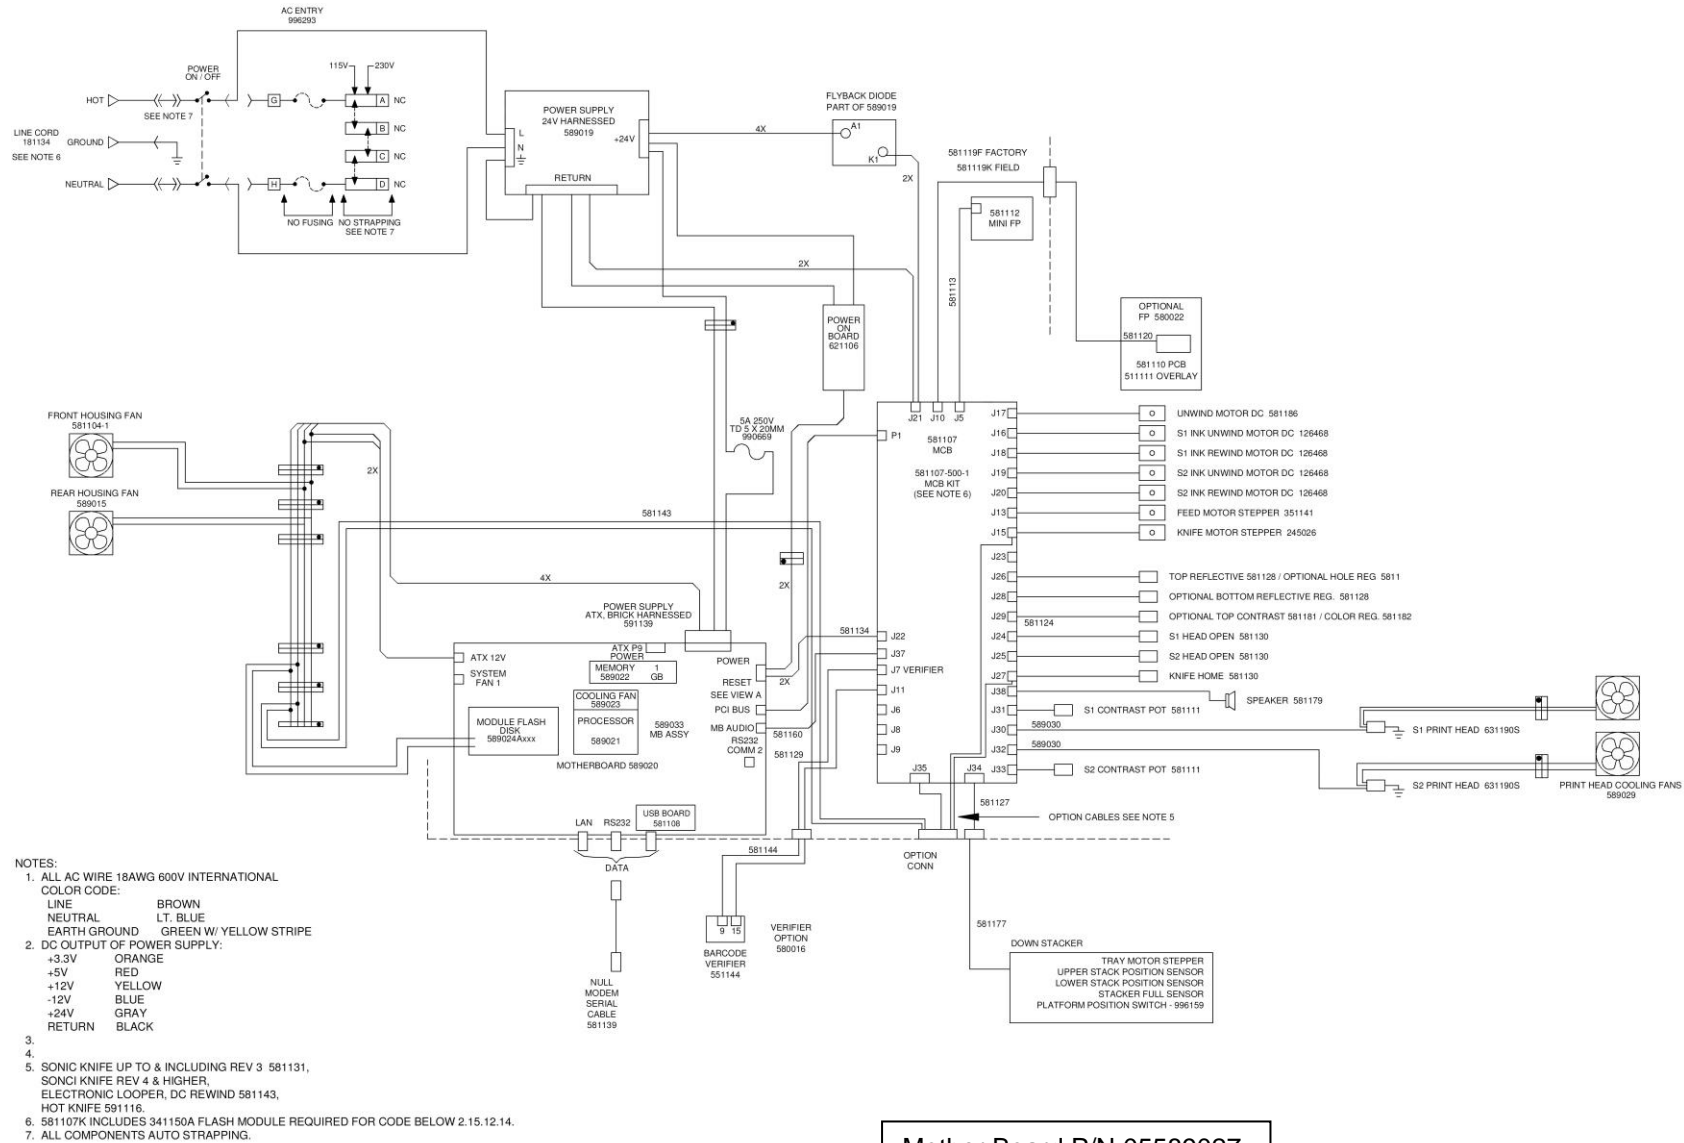 AC ENTRY
996293
POWER
ON / OFF
115V
230V
HOT
SEE NOTE 7
G
A NC
B NC
LINE CORD
181134
GROUND
SEE NOTE 6
C NC
NEUTRAL
H
D NC
NO FUSING
NO STRAPPING
SEE NOTE 7
POWER SUPPLY
24V HARNESSED
589019
L
N
+24V
RETURN
4X
FLYBACK DIODE
PART OF 589019
A1
K1
2X
581119F FACTORY
581119K FIELD
581112
MINI FP
2X
581113
POWER
ON
BOARD
621106
OPTIONAL
FP 580022
581120
581110 PCB
511111 OVERLAY
FRONT HOUSING FAN
581104-1
REAR HOUSING FAN
589015
2X
5A 250V
TD 5 X 20MM
990669
581143
4X
2X
J21 J10 J5
P1
581107
MCB
581107-500-1
MCB KIT
(SEE NOTE 6)
J17
UNWIND MOTOR DC 581186
J16
S1 INK UNWIND MOTOR DC 126468
J18
S1 INK REWIND MOTOR DC 126468
J19
S2 INK UNWIND MOTOR DC 126468
J20
S2 INK REWIND MOTOR DC 126468
J13
FEED MOTOR STEPPER 351141
J15
KNIFE MOTOR STEPPER 245026
J23
J26
TOP REFLECTIVE 581128 / OPTIONAL HOLE REG 5811
J28
OPTIONAL BOTTOM REFLECTIVE REG. 581128
J29
581124
OPTIONAL TOP CONTRAST 581181 / COLOR REG. 581182
J24
S1 HEAD OPEN 581130
J25
S2 HEAD OPEN 581130
J27
KNIFE HOME 581130
J38
SPEAKER 581179
J31
S1 CONTRAST POT 581111
J30
589030
S1 PRINT HEAD 631190S
J32
589030
J33
S2 CONTRAST POT 581111
S2 PRINT HEAD 631190S
PRINT HEAD COOLING FANS
589029
581134
J22
J37
J7 VERIFIER
J11
J6
J8
J9
J35
J34
POWER SUPPLY
ATX, BRICK HARNESSED
591139
ATX P9
POWER
ATX 12V
SYSTEM
FAN 1
MEMORY 1
589022 GB
COOLING FAN
589023
PROCESSOR
589021
589033
MB ASSY
MODULE FLASH
DISK
589024Axxx
MOTHERBOARD 589020
POWER
RESET
2X
SEE VIEW A
PCI BUS
MB AUDIO
581160
RS232
COMM 2
581129
USB BOARD
581108
LAN RS232
DATA
581127
OPTION CABLES SEE NOTE 5
581144
OPTION
CONN
9 15
BARCODE
VERIFIER
551144
VERIFIER
OPTION
580016
NULL
MODEM
SERIAL
CABLE
581139
581177
DOWN STACKER
TRAY MOTOR STEPPER
UPPER STACK POSITION SENSOR
LOWER STACK POSITION SENSOR
STACKER FULL SENSOR
PLATFORM POSITION SWITCH - 996159
NOTES:
1. ALL AC WIRE 18AWG 600V INTERNATIONAL
COLOR CODE:
LINE BROWN
NEUTRAL LT. BLUE
EARTH GROUND GREEN W/ YELLOW STRIPE
2. DC OUTPUT OF POWER SUPPLY:
+3.3V ORANGE
+5V RED
+12V YELLOW
-12V BLUE
+24V GRAY
RETURN BLACK
3.
4.
5. SONIC KNIFE UP TO & INCLUDING REV 3 581131,
SONCI KNIFE REV 4 & HIGHER,
ELECTRONIC LOOPER, DC REWIND 581143,
HOT KNIFE 591116.
6. 581107K INCLUDES 341150A FLASH MODULE REQUIRED FOR CODE BELOW 2.15.12.14.
7. ALL COMPONENTS AUTO STRAPPING.